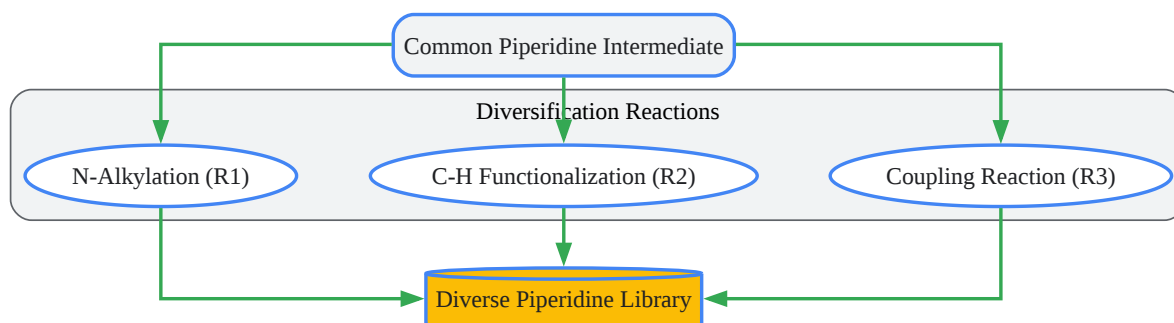 Common Piperidine Intermediate
Diversification Reactions
N-Alkylation (R1)
C-H Functionalization (R2)
Coupling Reaction (R3)
Diverse Piperidine Library